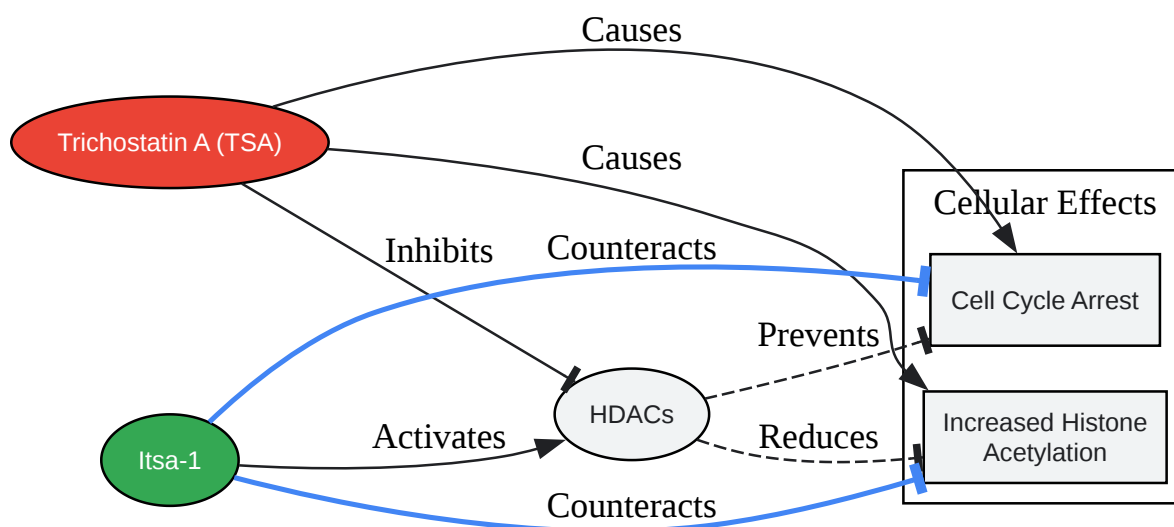 Causes
Trichostatin A (TSA)
Causes
Cellular Effects
Inhibits
Counteracts
Cell Cycle Arrest
Prevents
HDACs
Increased Histone
Acetylation
Activates
Reduces
Itsa-1
Counteracts